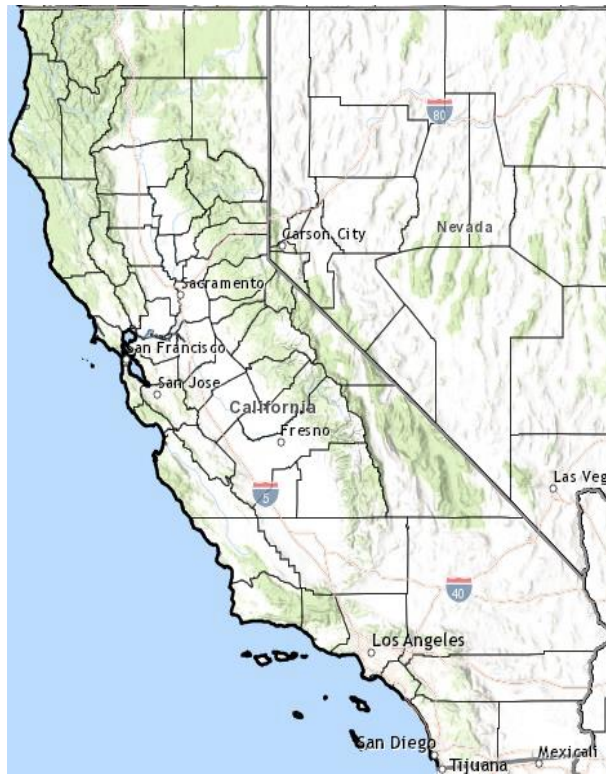 80
Carson City
Nevada
Sacramento
San Francisco
San Jose
California
Fresno
Las Veg
5
40
Los Angeles
San Diego
Mexicali
Tijuana